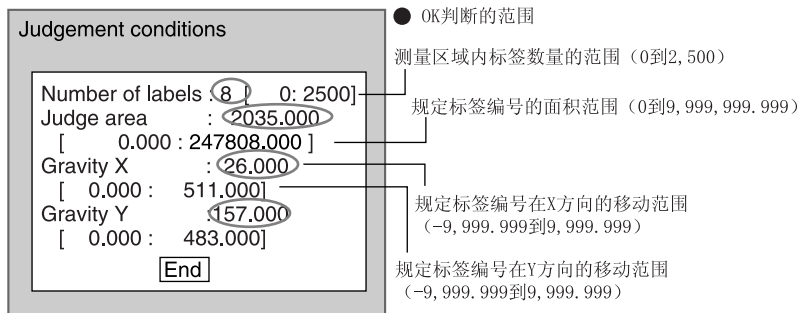 Judgement conditions
Number of labels : 8 [ 0: 2500]
Judge area : 2035.000
[ 0.000 : 247808.000 ]
Gravity X : 26.000
[ 0.000 : 511.000]
Gravity Y :157.000
[ 0.000 : 483.000]
End
● OK判断的范围
测量区域内标签数量的范围（0到2,500）
规定标签编号的面积范围（0到9,999,999.999）
规定标签编号在X方向的移动范围
（−9,999.999到9,999.999）
规定标签编号在Y方向的移动范围
（−9,999.999到9,999.999）